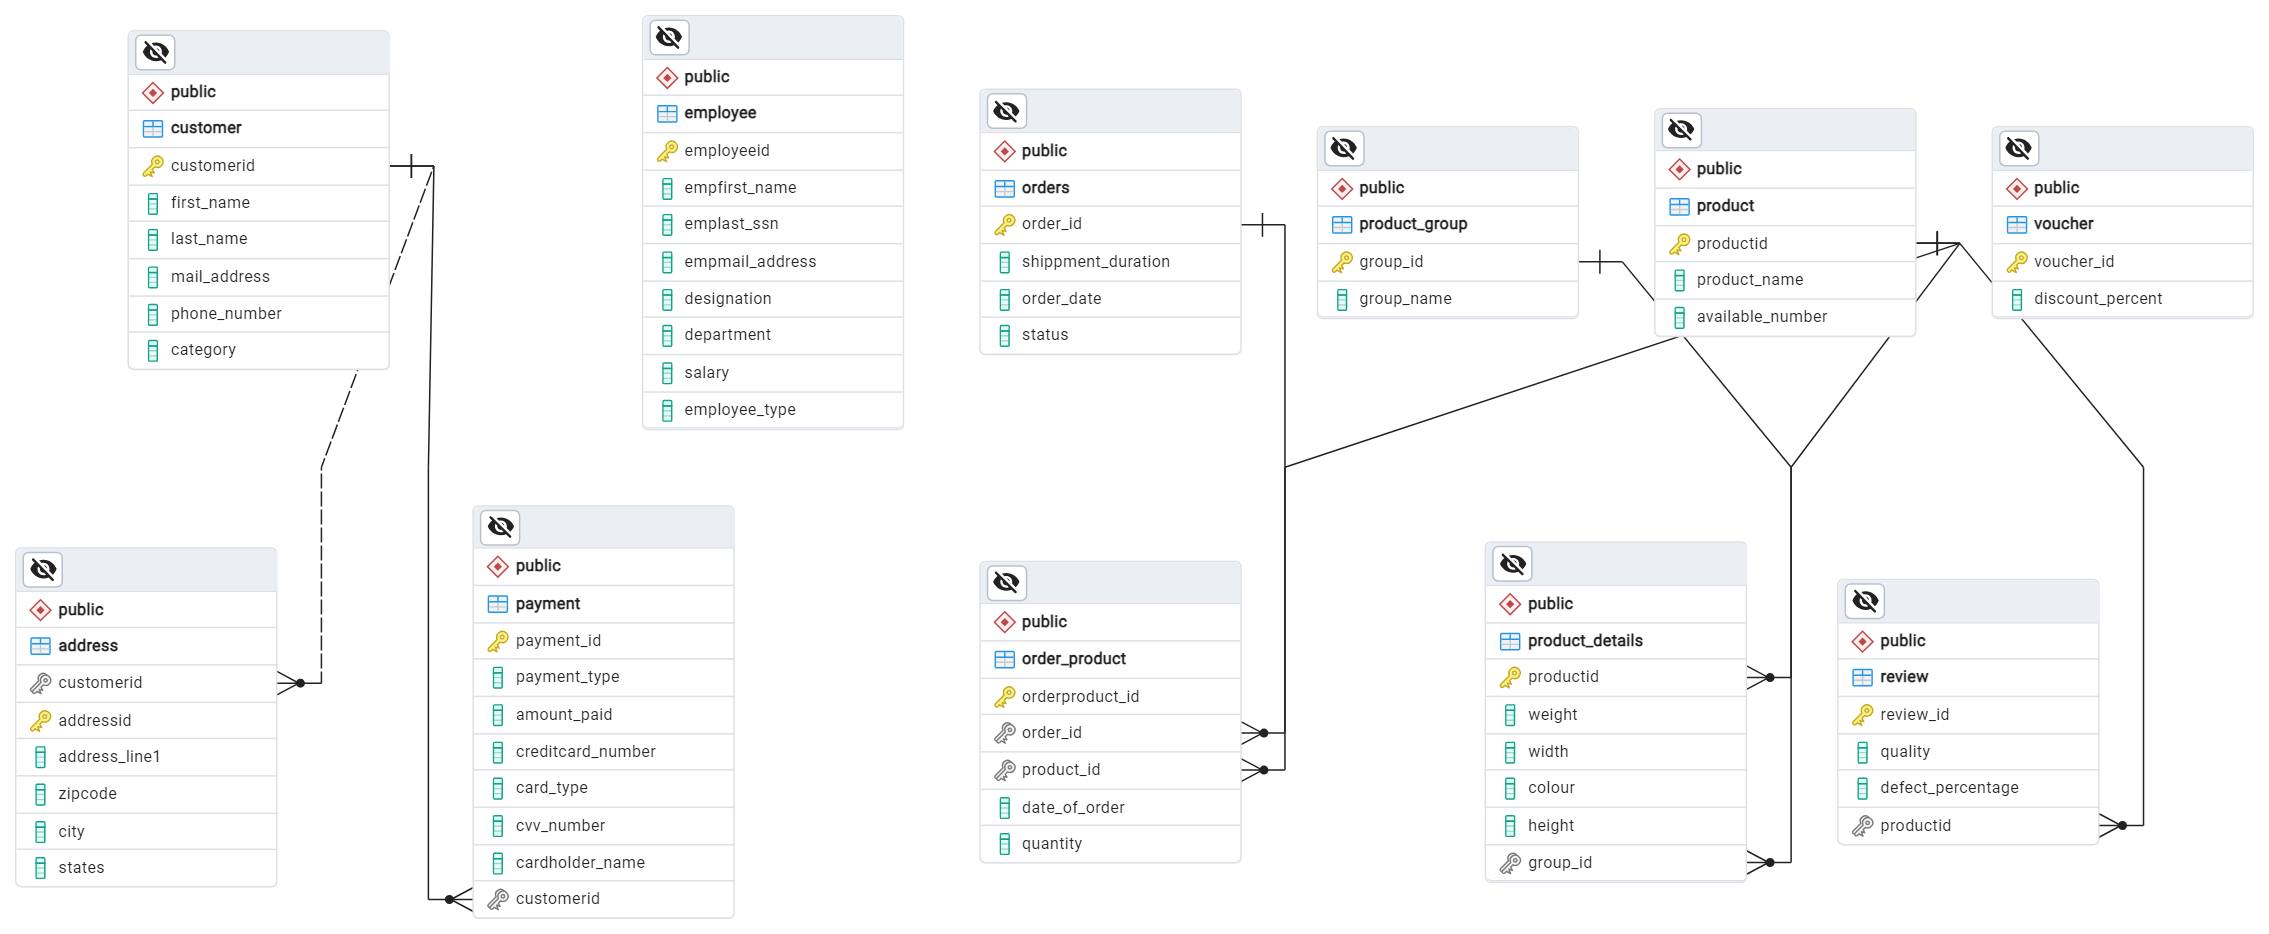 public
customer
customerid
first_name
last_name
mail_address
phone_number
category
public
employee
employeeid
empfirst_name
emplast_ssn
empmail_address
designation
department
salary
employee_type
public
orders
order_id
shippment_duration
order_date
status
public
product_group
group_id
group_name
public
product
productid
product_name
available_number
public
voucher
voucher_id
discount_percent
public
address
customerid
addressid
address_line1
zipcode
city
states
public
payment
payment_id
payment_type
amount_paid
creditcard_number
card_type
cvv_number
cardholder_name
customerid
public
order_product
orderproduct_id
order_id
product_id
date_of_order
quantity
public
product_details
productid
weight
width
colour
height
group_id
public
review
review_id
quality
defect_percentage
productid